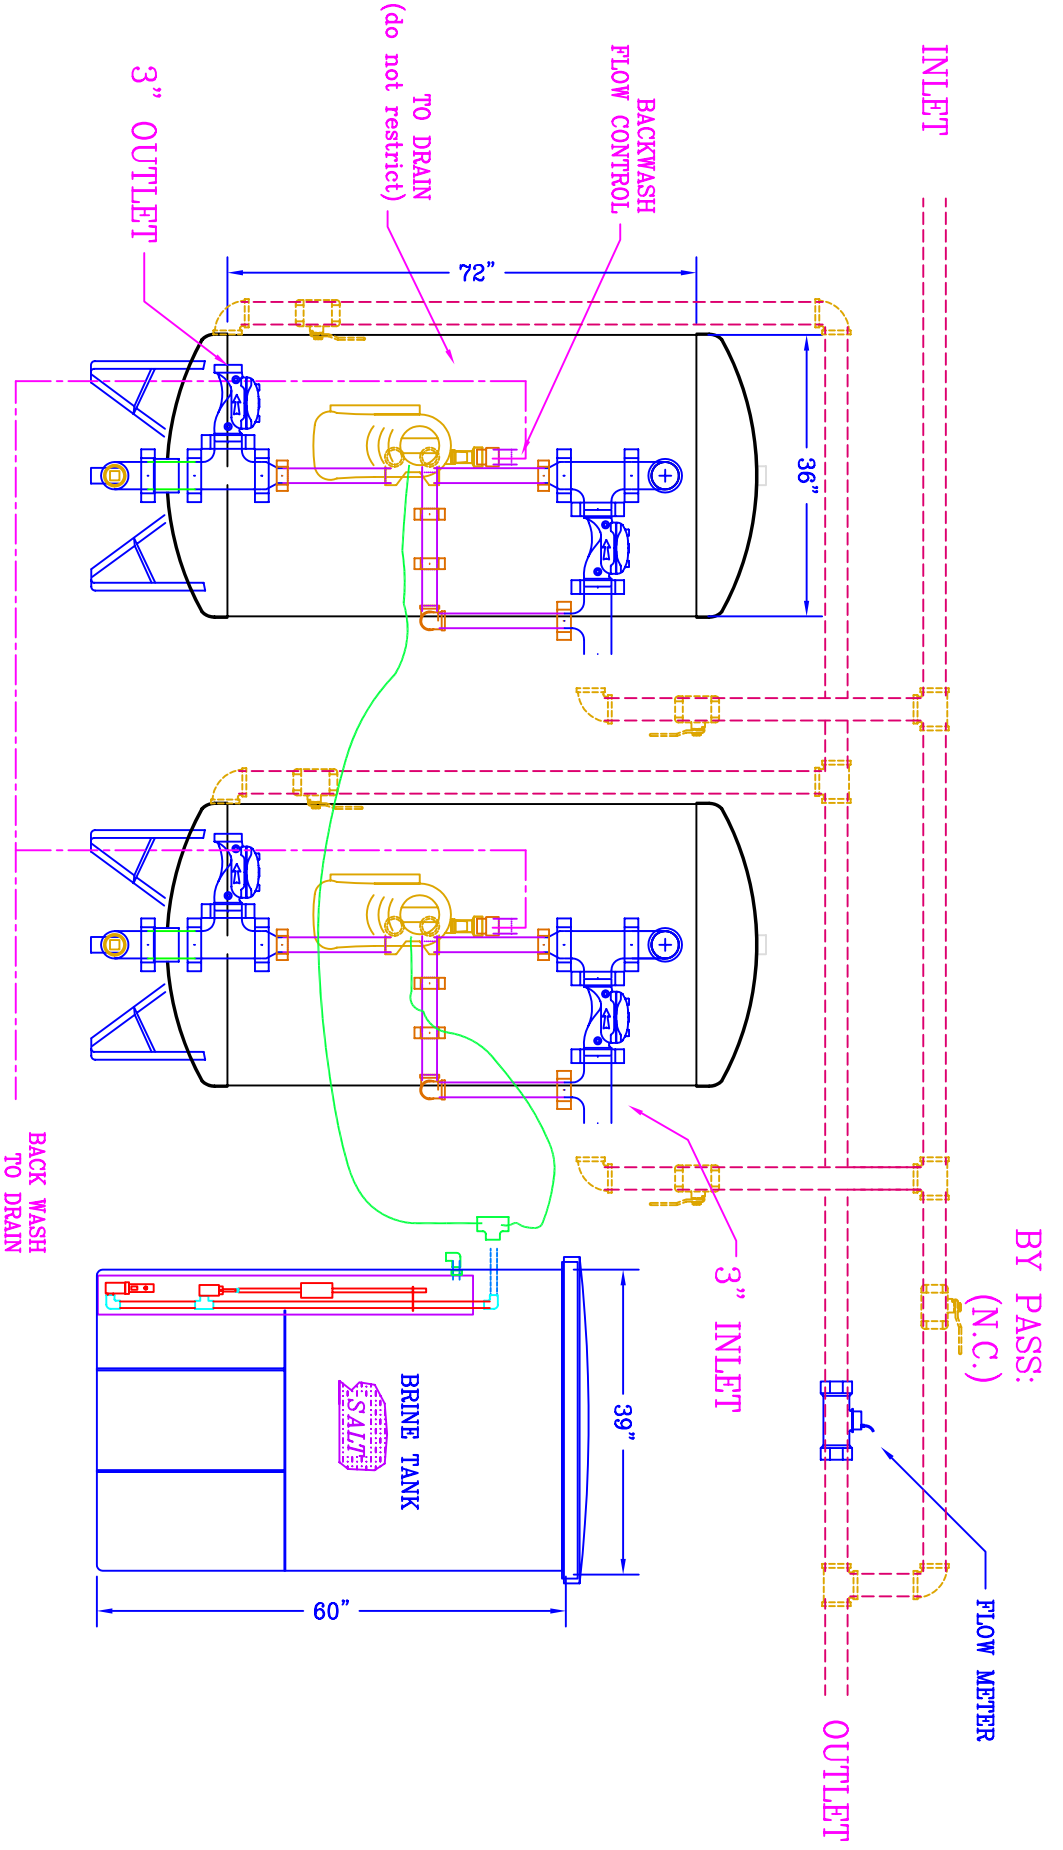 INLET
BY PASS:
(N.C.)
FLOW METER
OUTLET
BACKWASH
FLOW CONTROL
TO DRAIN
(do not restrict)
3" OUTLET
72"
36"
3" INLET
39"
BRINE TANK
SALT
60"
BACK WASH
TO DRAIN